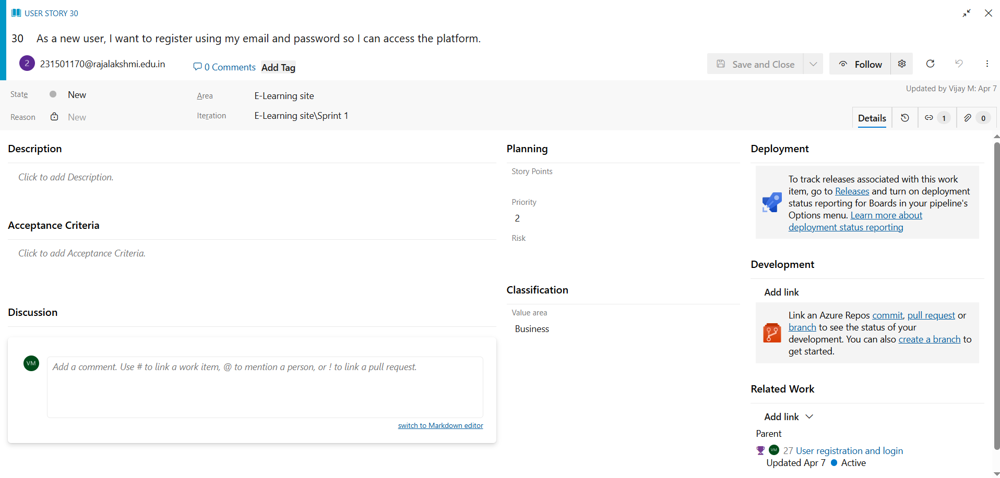 USER STORY 30
30 As a new user, I want to register using my email and password so I can access the platform.
2 231501170@rajalakshmi.edu.in 0 Comments Add Tag Save and Close Follow
State New Area E-Learning site Updated by Vijay M: Apr 7
Reason New Iteration E-Learning site\Sprint 1
Details 1 0
Description
Click to add Description.
Acceptance Criteria
Click to add Acceptance Criteria.
Discussion
VM Add a comment. Use # to link a work item, @ to mention a person, or ! to link a pull request.
switch to Markdown editor
Planning
Story Points
Priority
2
Risk
Classification
Value area
Business
Deployment
To track releases associated with this work
item, go to Releases and turn on deployment
status reporting for Boards in your pipeline's
Options menu. Learn more about
deployment status reporting
Development
Add link
Link an Azure Repos commit, pull request or
branch to see the status of your
development. You can also create a branch to
get started.
Related Work
Add link
Parent
VM 27 User registration and login
Updated Apr 7 Active